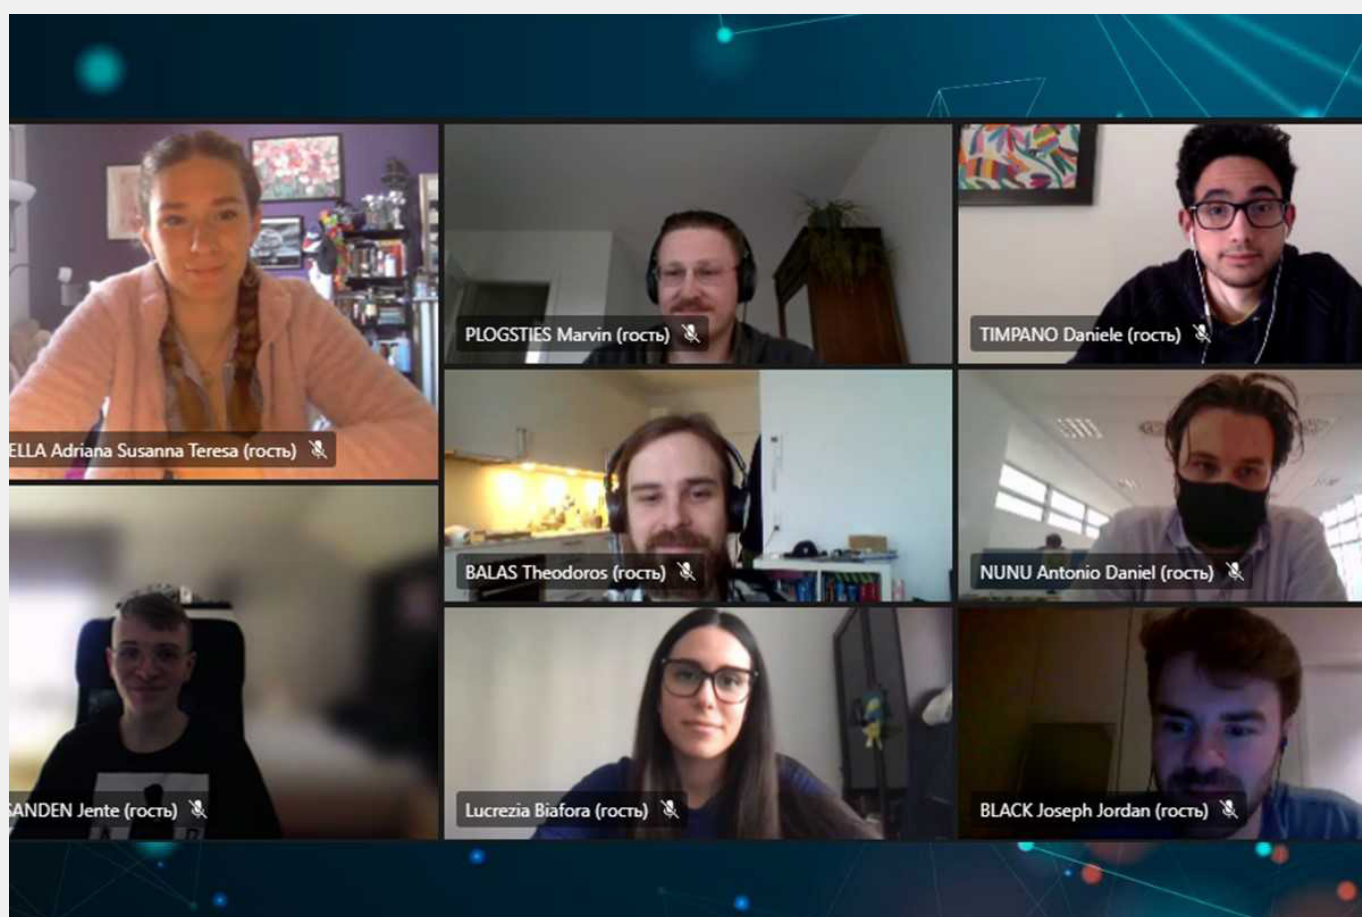 PLOGSTIES Marvin (гость)
TIMPANO Daniele (гость)
ELLA Adriana Susanna Teresa (гость)
BALAS Theodoros (гость)
NUNU Antonio Daniel (гость)
SANDEN Jente (гость)
Lucrezia Biafora (гость)
BLACK Joseph Jordan (гость)